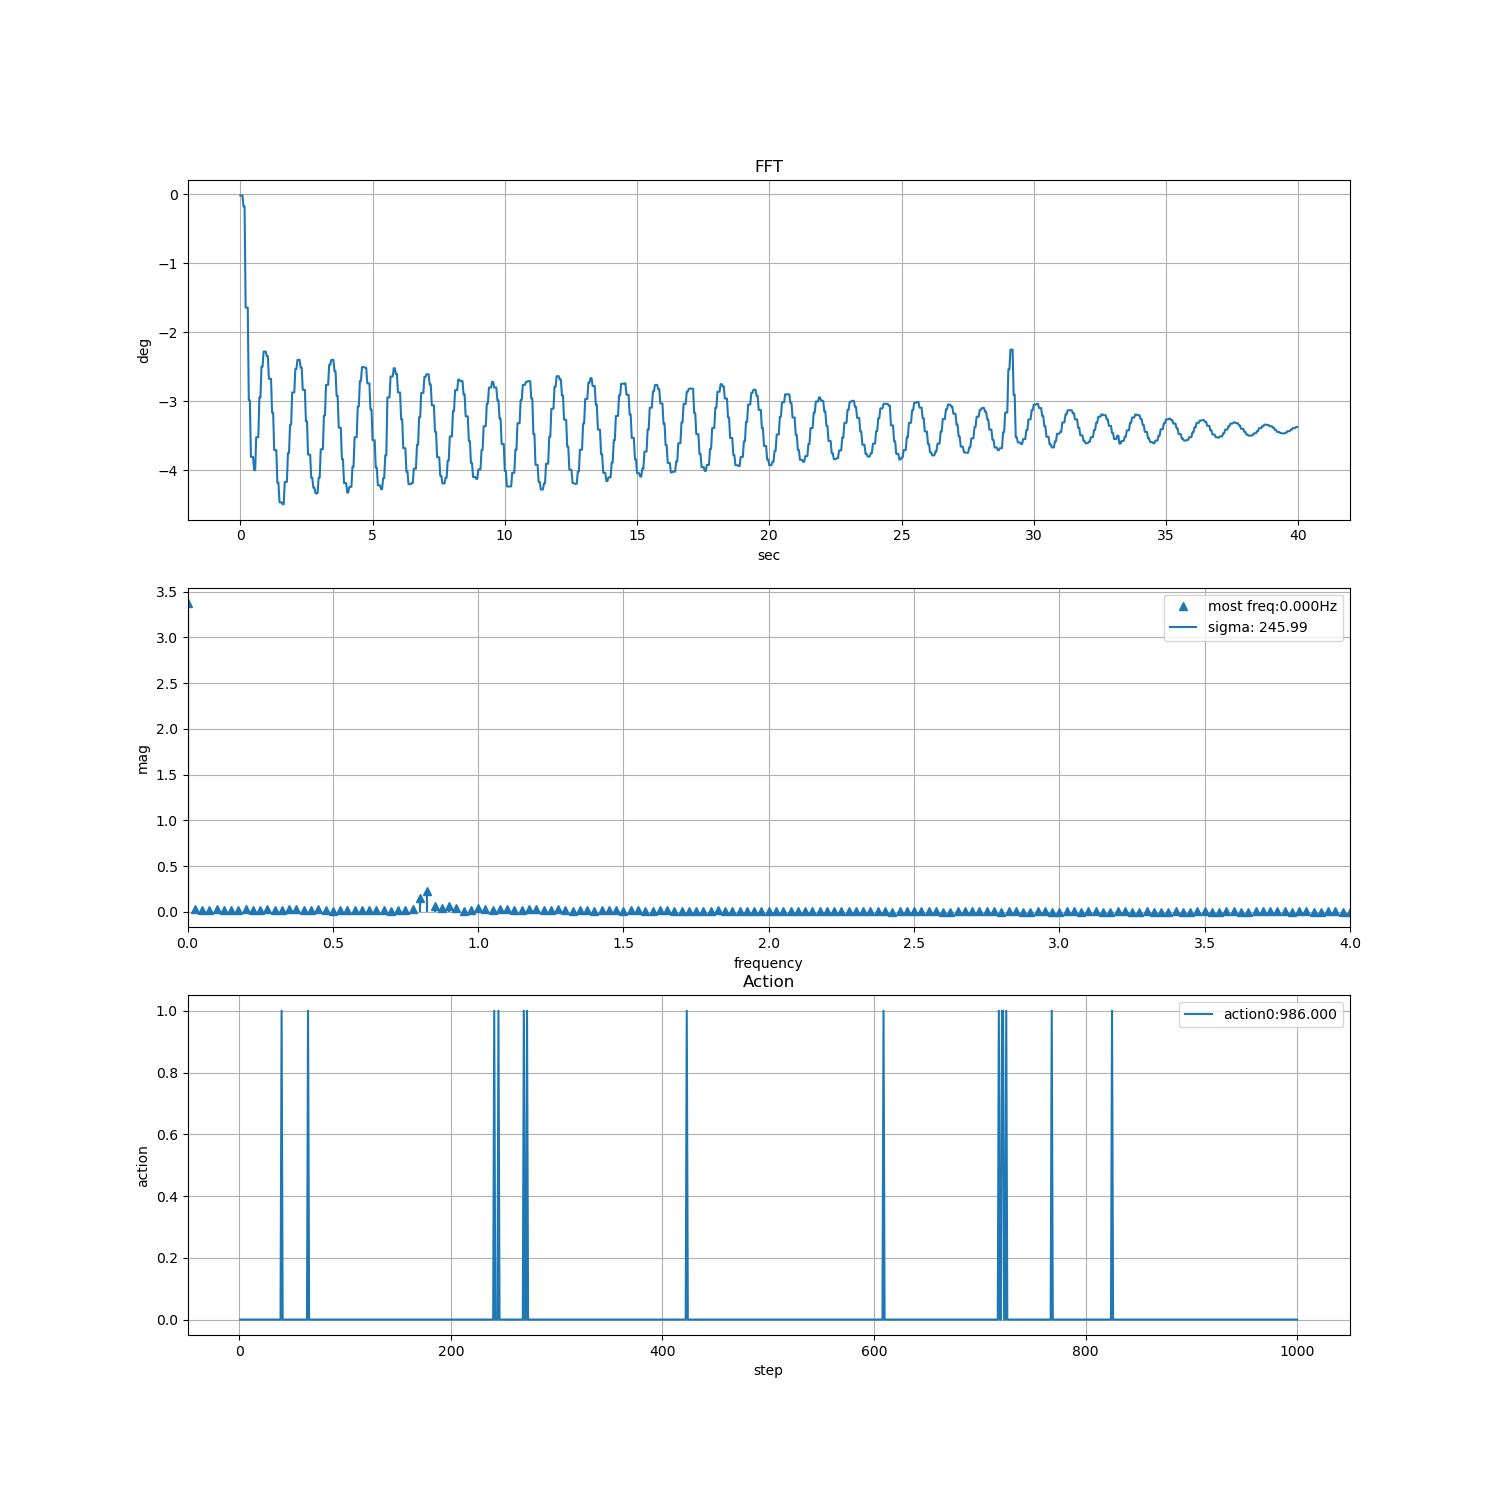 FFT
0
−1
−2
−3
−4
deg
0 5 10 15 20 25 30 35 40
sec
3.5
3.0
2.5
2.0
1.5
1.0
0.5
0.0
mag
most freq:0.000Hz
sigma: 245.99
0.0 0.5 1.0 1.5 2.0 2.5 3.0 3.5 4.0
frequency
Action
1.0
0.8
0.6
0.4
0.2
0.0
action
action0:986.000
0 200 400 600 800 1000
step